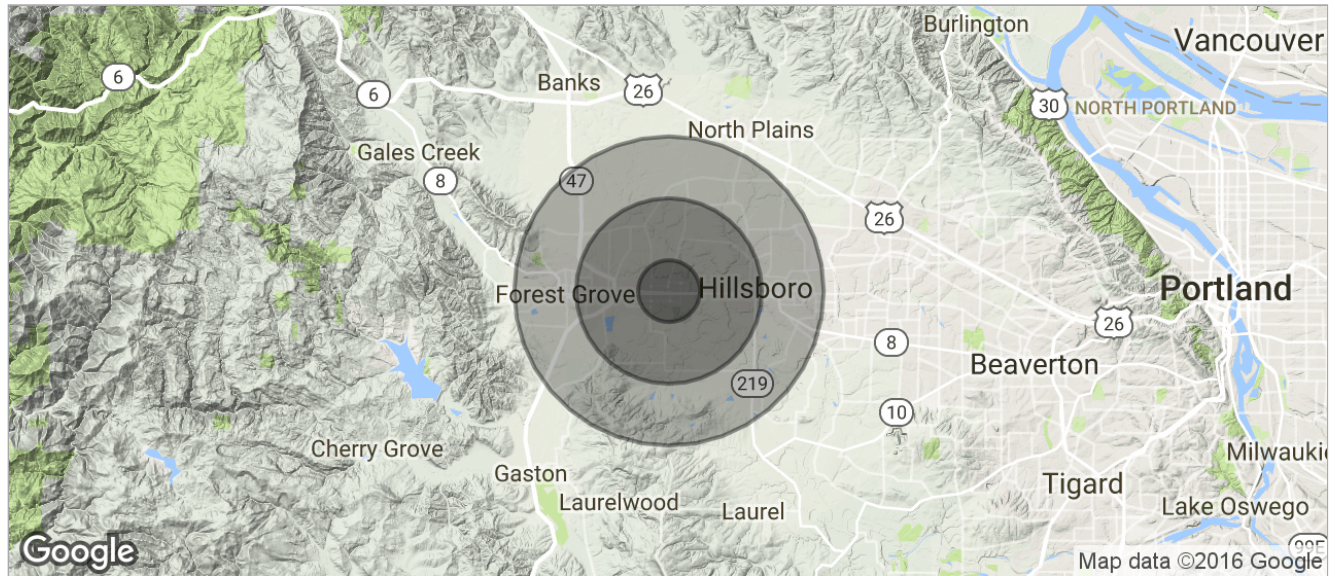 Burlington
Vancouver
6
Banks
26
6
30
NORTH PORTLAND
North Plains
Gales Creek
8
47
26
Forest Grove
Hillsboro
Portland
26
8
Beaverton
219
10
Cherry Grove
Gaston
Milwaukie
Tigard
Laurelwood
Laurel
Lake Oswego
99E
Google
Map data ©2016 Google